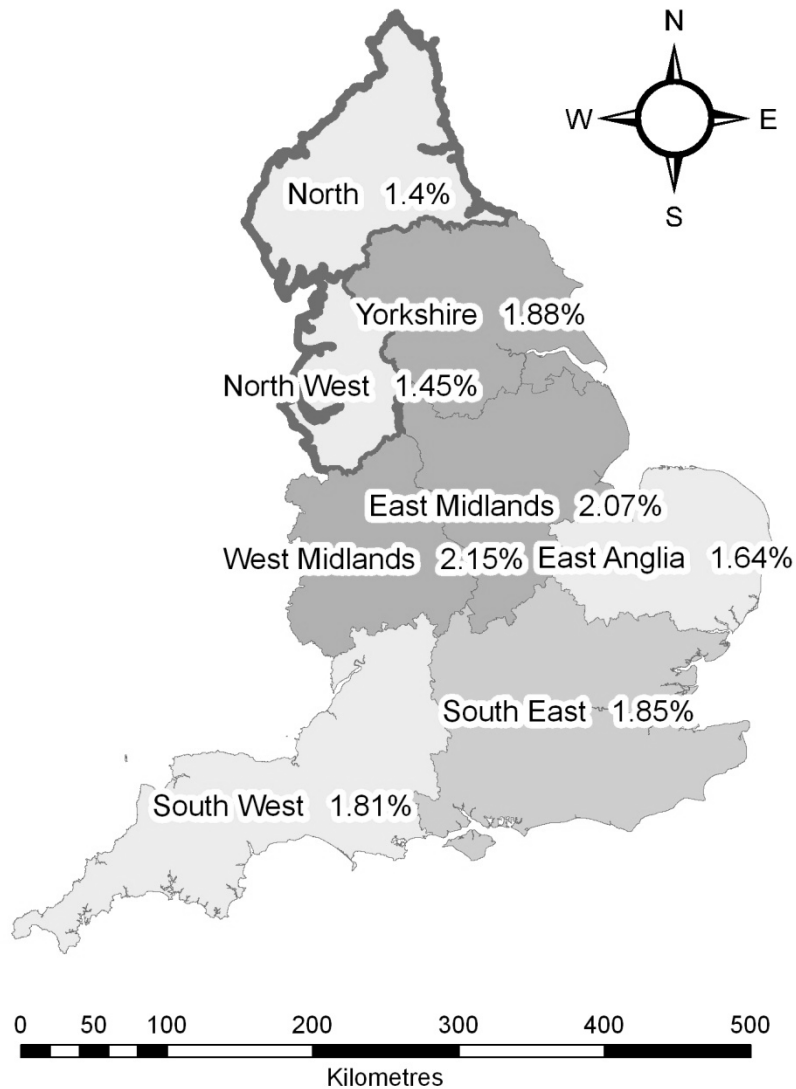 N
W E
S
North 1.4%
Yorkshire 1.88%
North West 1.45%
East Midlands 2.07%
West Midlands 2.15%
East Anglia 1.64%
South East 1.85%
South West 1.81%
0 50 100 200 300 400 500
Kilometres